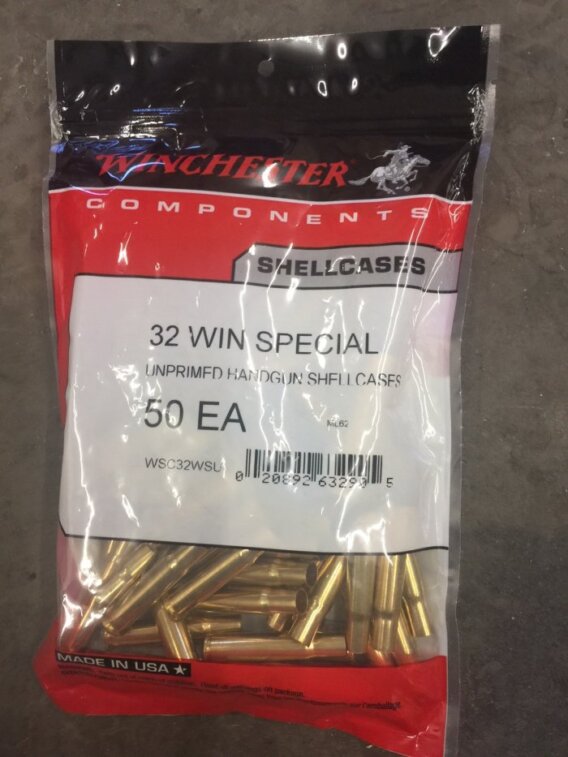 WINCHESTER
COMPONENTS
SHELLCASES
32 WIN SPECIAL
UNPRIMED HANDGUN SHELLCASES
50 EA
WSC32WSU
0 20892 63290 5
MADE IN USA